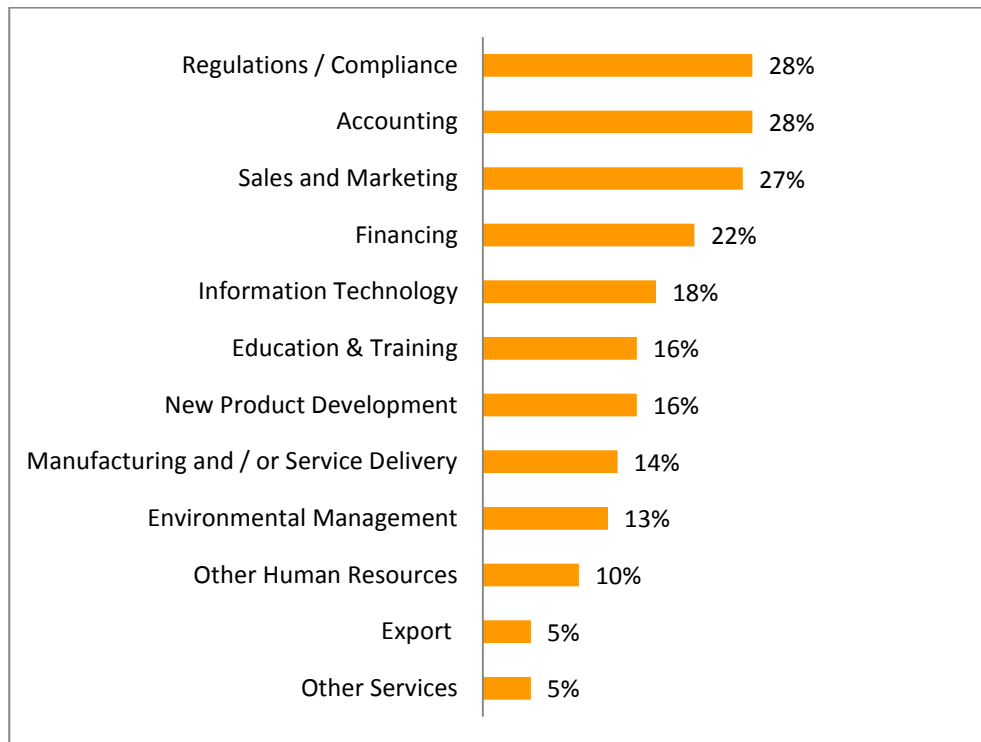 Regulations / Compliance 28%
Accounting 28%
Sales and Marketing 27%
Financing 22%
Information Technology 18%
Education & Training 16%
New Product Development 16%
Manufacturing and / or Service Delivery 14%
Environmental Management 13%
Other Human Resources 10%
Export 5%
Other Services 5%